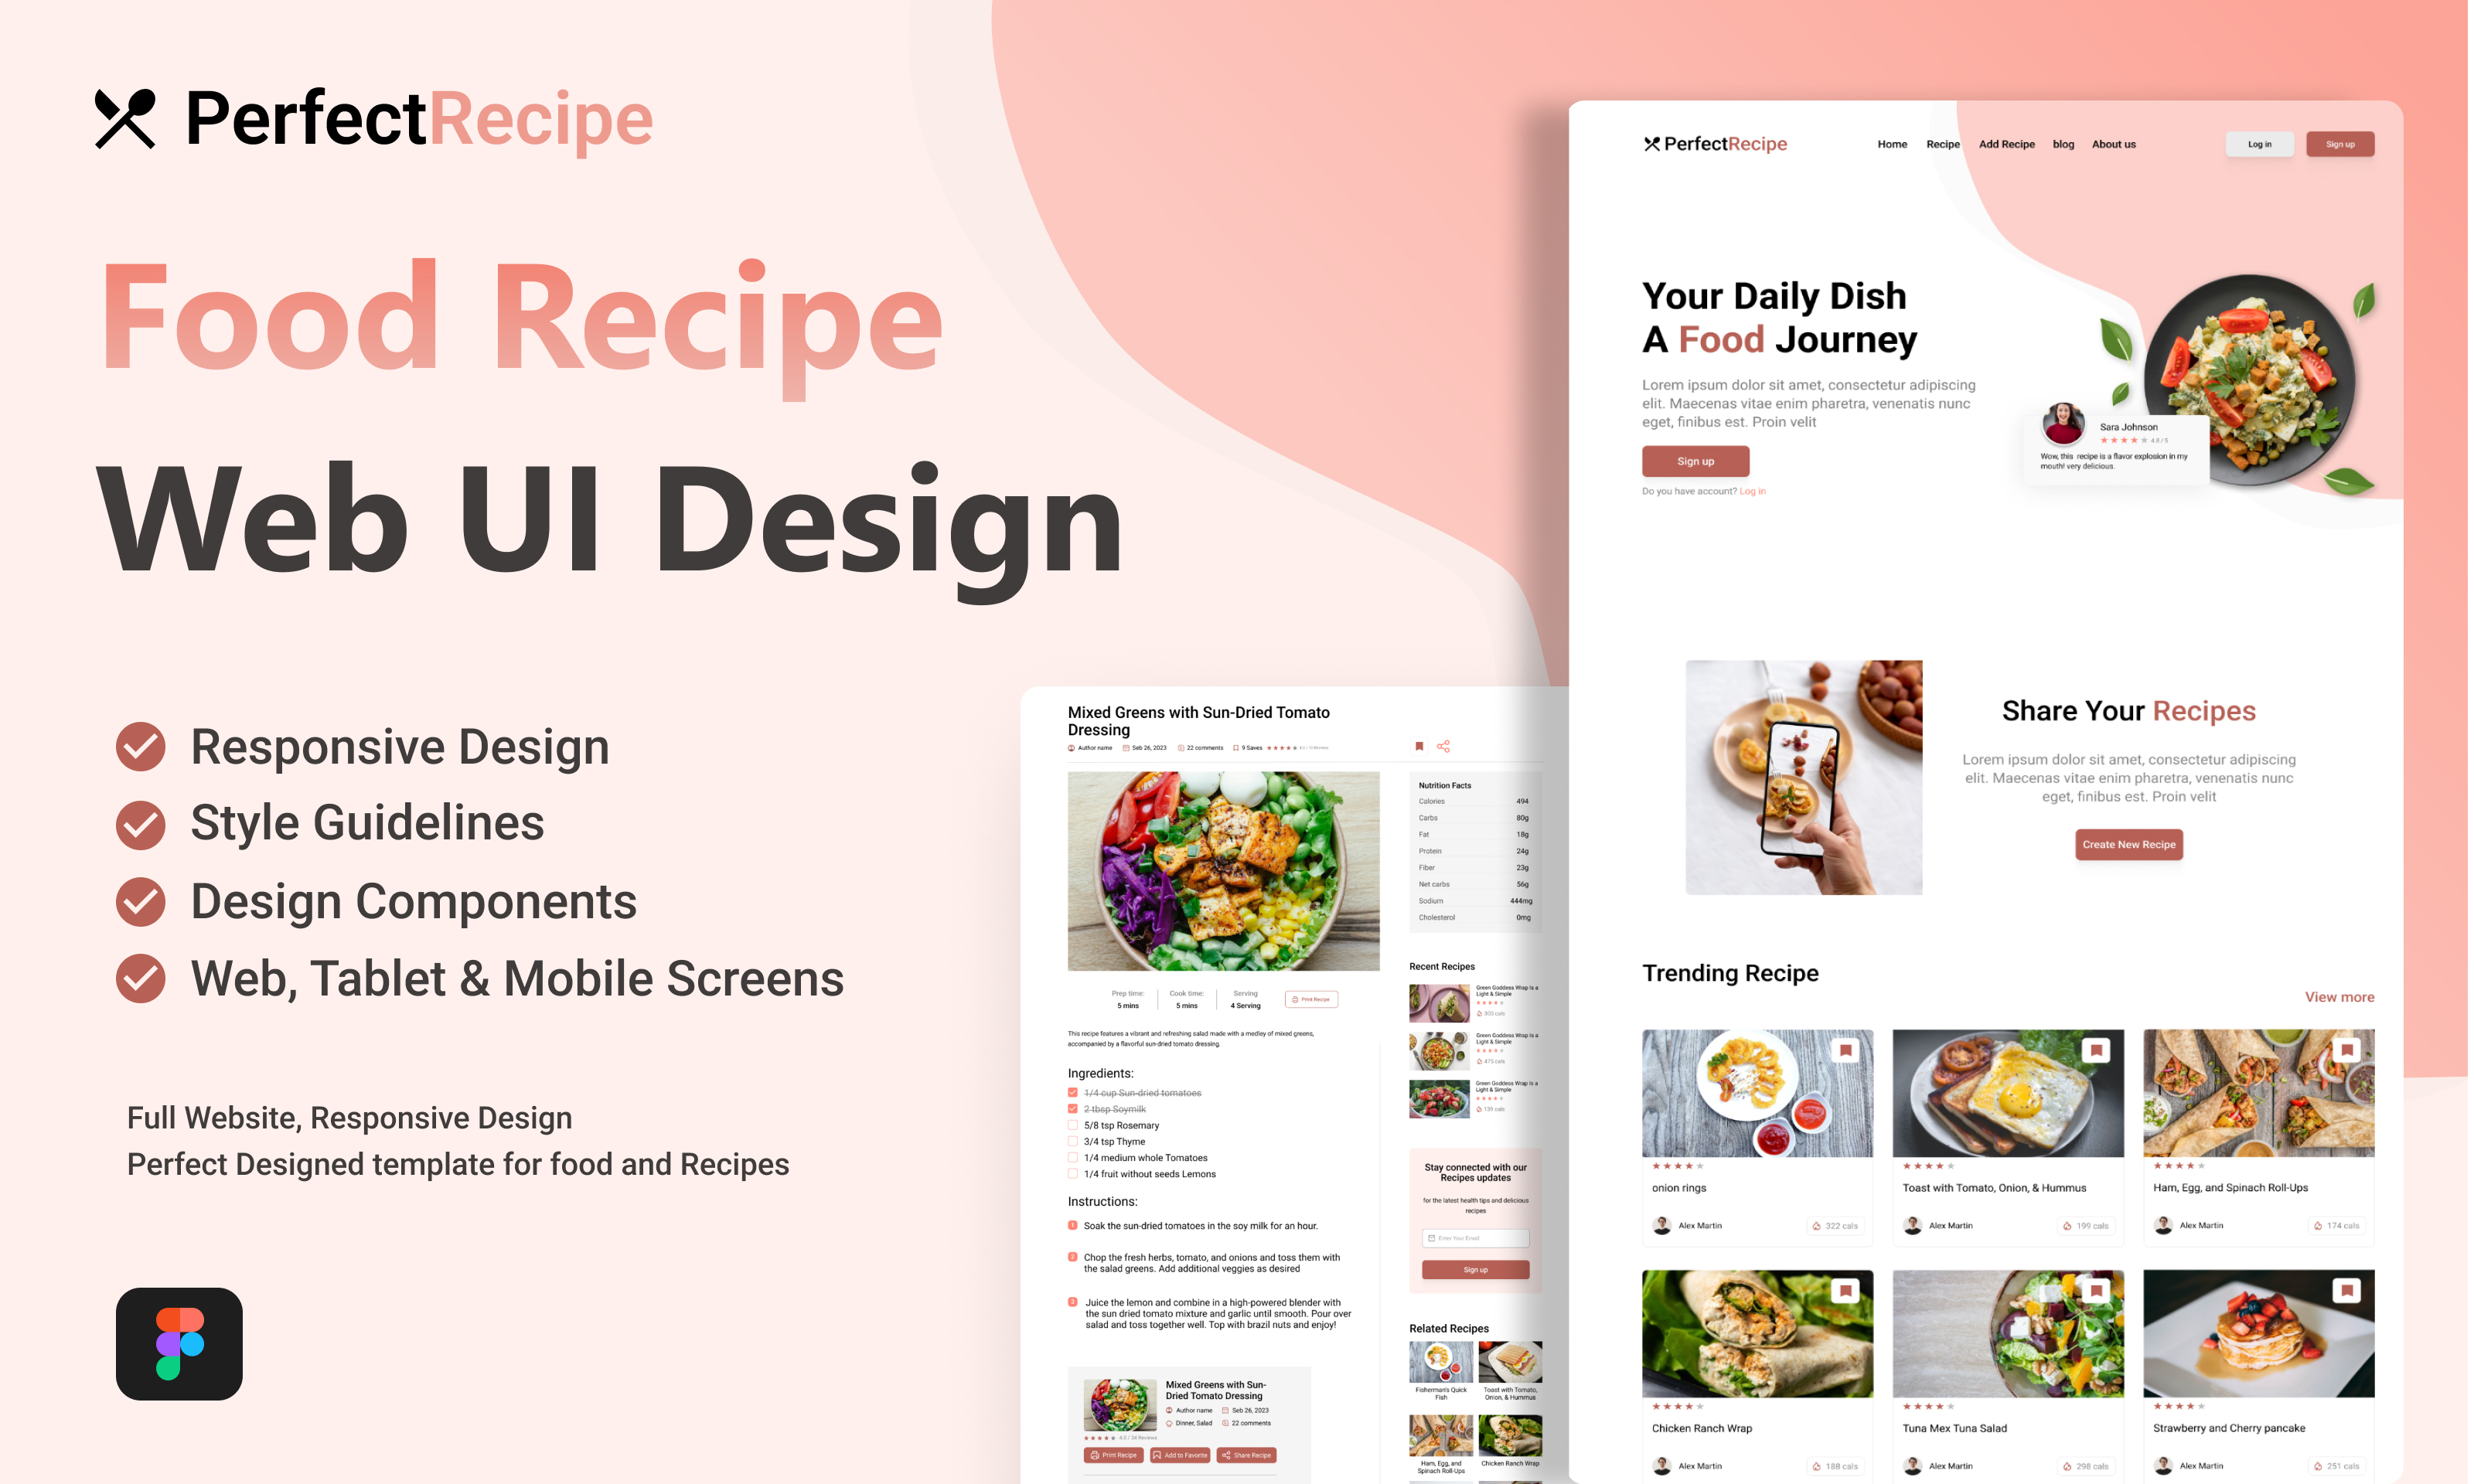 PerfectRecipe
Food Recipe
Web UI Design
Responsive Design
Style Guidelines
Design Components
Web, Tablet & Mobile Screens
Full Website, Responsive Design
Perfect Designed template for food and Recipes
Mixed Greens with Sun-Dried Tomato
Dressing
Author name Seb 26, 2023 22 comments 9 Saves
Nutrition Facts
Calories 494
Carbs 80g
Fat 18g
Protein 24g
Fiber 23g
Net carbs 56g
Sodium 444mg
Cholesterol 0mg
Prep time: Cook time: Serving
5 mins 5 mins 4 Serving
Print Recipe
This recipe features a vibrant and refreshing salad made with a medley of mixed greens,
accompanied by a flavorful sun-dried tomato dressing.
Ingredients:
1/4 cup Sun-dried tomatoes
2 tbsp Soymilk
5/8 tsp Rosemary
3/4 tsp Thyme
1/4 medium whole Tomatoes
1/4 fruit without seeds Lemons
Instructions:
1 Soak the sun-dried tomatoes in the soy milk for an hour.
2 Chop the fresh herbs, tomato, and onions and toss them with
the salad greens. Add additional veggies as desired
3 Juice the lemon and combine in a high-powered blender with
the sun dried tomato mixture and garlic until smooth. Pour over
salad and toss together well. Top with brazil nuts and enjoy!
Mixed Greens with Sun-
Dried Tomato Dressing
Author name Seb 26, 2023
Dinner, Salad 22 comments
4.0 / 24 Reviews
Print Recipe Add to Favorite Share Recipe
Recent Recipes
Green Goddess Wrap Is a
Light & Simple
300 cals
Green Goddess Wrap Is a
Light & Simple
475 cals
Green Goddess Wrap Is a
Light & Simple
139 cals
Stay connected with our
Recipes updates
for the latest health tips and delicious
recipes
Enter Your Email
Sign up
Related Recipes
Fisherman's Quick
Fish
Toast with Tomato,
Onion, & Hummus
Ham, Egg, and
Spinach Roll-Ups
Chicken Ranch Wrap
PerfectRecipe
Home Recipe Add Recipe blog About us
Log in Sign up
Your Daily Dish
A Food Journey
Lorem ipsum dolor sit amet, consectetur adipiscing
elit. Maecenas vitae enim pharetra, venenatis nunc
eget, finibus est. Proin velit
Sign up
Do you have account? Log in
Sara Johnson
4.8 / 5
Wow, this recipe is a flavor explosion in my
mouth! very delicious.
Share Your Recipes
Lorem ipsum dolor sit amet, consectetur adipiscing
elit. Maecenas vitae enim pharetra, venenatis nunc
eget, finibus est. Proin velit
Create New Recipe
Trending Recipe
View more
onion rings
Alex Martin 322 cals
Toast with Tomato, Onion, & Hummus
Alex Martin 199 cals
Ham, Egg, and Spinach Roll-Ups
Alex Martin 174 cals
Chicken Ranch Wrap
Alex Martin 188 cals
Tuna Mex Tuna Salad
Alex Martin 298 cals
Strawberry and Cherry pancake
Alex Martin 251 cals